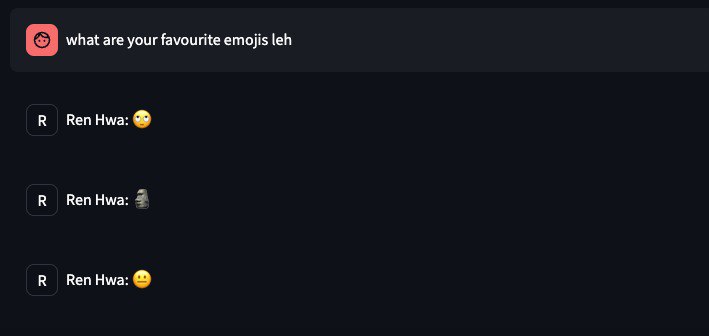 what are your favourite emojis leh
R Ren Hwa: 🙄
R Ren Hwa: 🗿
R Ren Hwa: 😐